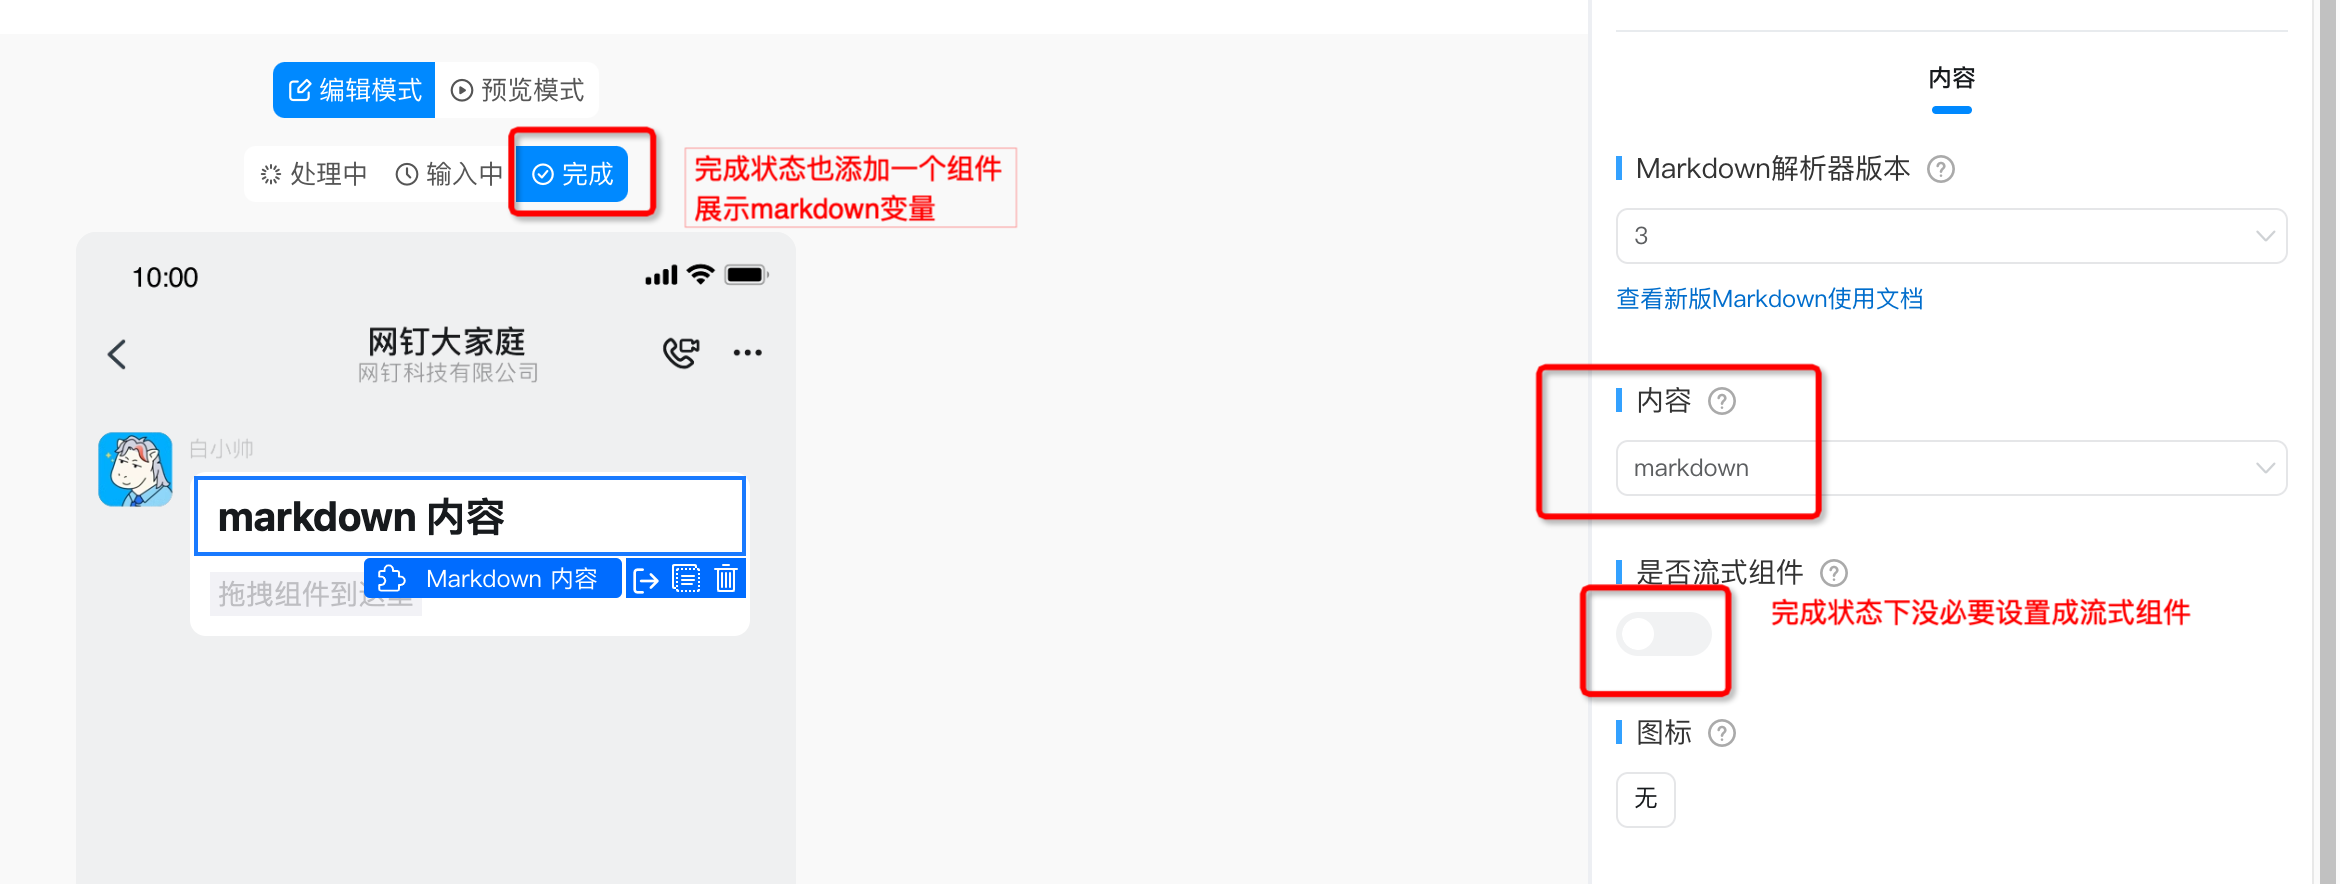 编辑模式 预览模式
处理中 输入中 完成
完成状态也添加一个组件
展示markdown变量
10:00
网钉大家庭
网钉科技有限公司
白小帅
markdown 内容
拖拽组件到这里
Markdown 内容
内容
Markdown解析器版本 ?
3
查看新版Markdown使用文档
内容 ?
markdown
是否流式组件 ?
完成状态下没必要设置成流式组件
图标 ?
无